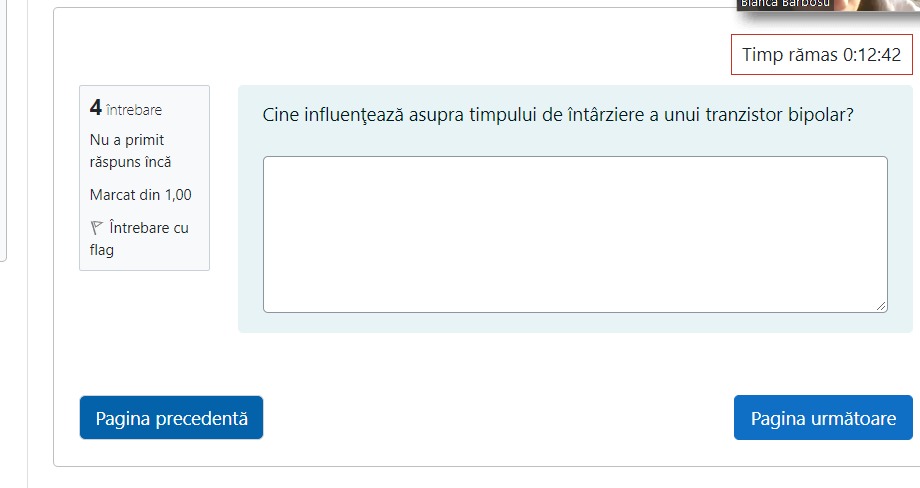 Bianca Barbosu
Timp rămas 0:12:42
4 întrebare
Nu a primit
răspuns încă
Marcat din 1,00
Întrebare cu
flag
Cine influenţează asupra timpului de întârziere a unui tranzistor bipolar?
Pagina precedentă
Pagina următoare